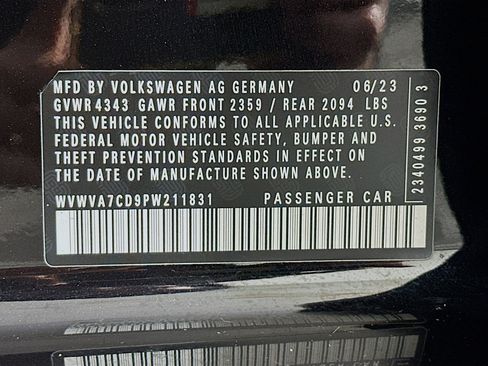 MFD BY VOLKSWAGEN AG GERMANY 06/23
GVWR 4343 GAWR FRONT 2359 / REAR 2094 LBS
THIS VEHICLE CONFORMS TO ALL APPLICABLE U.S.
FEDERAL MOTOR VEHICLE SAFETY, BUMPER AND
THEFT PREVENTION STANDARDS IN EFFECT ON
THE DATE OF MANUFACTURE SHOWN ABOVE.
WVWVA7CD9PW211831 PASSENGER CAR
2340499 3690 3